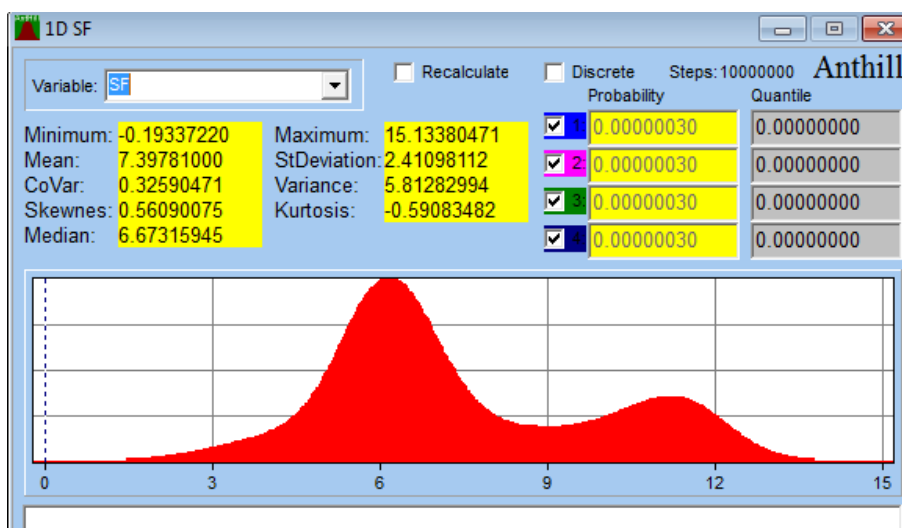 1D SF
Variable: SF
Recalculate
Discrete
Steps: 10000000
Anthill
Probability
Quantile
Minimum: -0.19337220
Maximum: 15.13380471
1: 0.00000030 0.00000000
Mean: 7.39781000
StDeviation: 2.41098112
2: 0.00000030 0.00000000
CoVar: 0.32590471
Variance: 5.81282994
3: 0.00000030 0.00000000
Skewnes: 0.56090075
Kurtosis: -0.59083482
Median: 6.67315945
4: 0.00000030 0.00000000
0 3 6 9 12 15